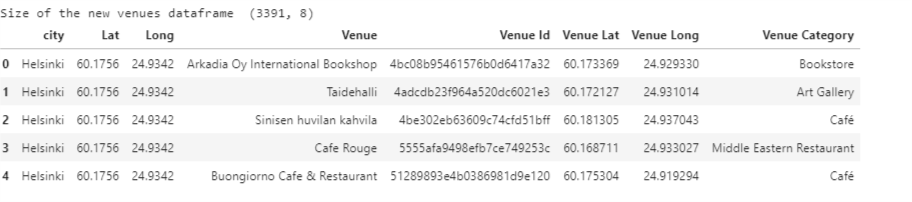 Size of the new venues dataframe  (3391, 8)
city Lat Long Venue Venue Id Venue Lat Venue Long Venue Category
0 Helsinki 60.1756 24.9342 Arkadia Oy International Bookshop 4bc08b95461576b0d6417a32 60.173369 24.929330 Bookstore
1 Helsinki 60.1756 24.9342 Taidehalli 4adcdb23f964a520dc6021e3 60.172127 24.931014 Art Gallery
2 Helsinki 60.1756 24.9342 Sinisen huvilan kahvila 4be302eb63609c74cfd51bff 60.181305 24.937043 Café
3 Helsinki 60.1756 24.9342 Cafe Rouge 5555afa9498efb7ce749253c 60.168711 24.933027 Middle Eastern Restaurant
4 Helsinki 60.1756 24.9342 Buongiorno Cafe & Restaurant 51289893e4b0386981d9e120 60.175304 24.919294 Café